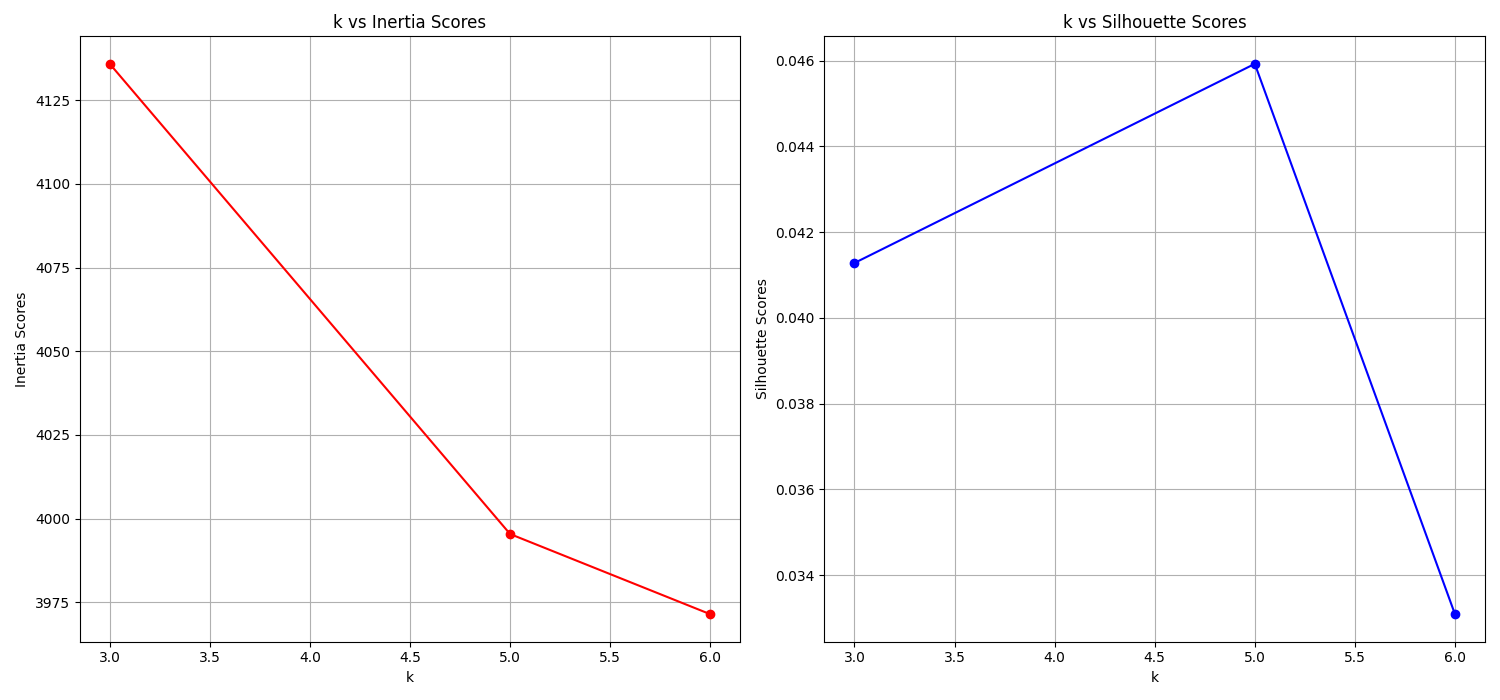 k vs Inertia Scores
4125
4100
4075
4050
4025
4000
3975
Inertia Scores
3.0 3.5 4.0 4.5 5.0 5.5 6.0
k
k vs Silhouette Scores
0.046
0.044
0.042
0.040
0.038
0.036
0.034
Silhouette Scores
3.0 3.5 4.0 4.5 5.0 5.5 6.0
k